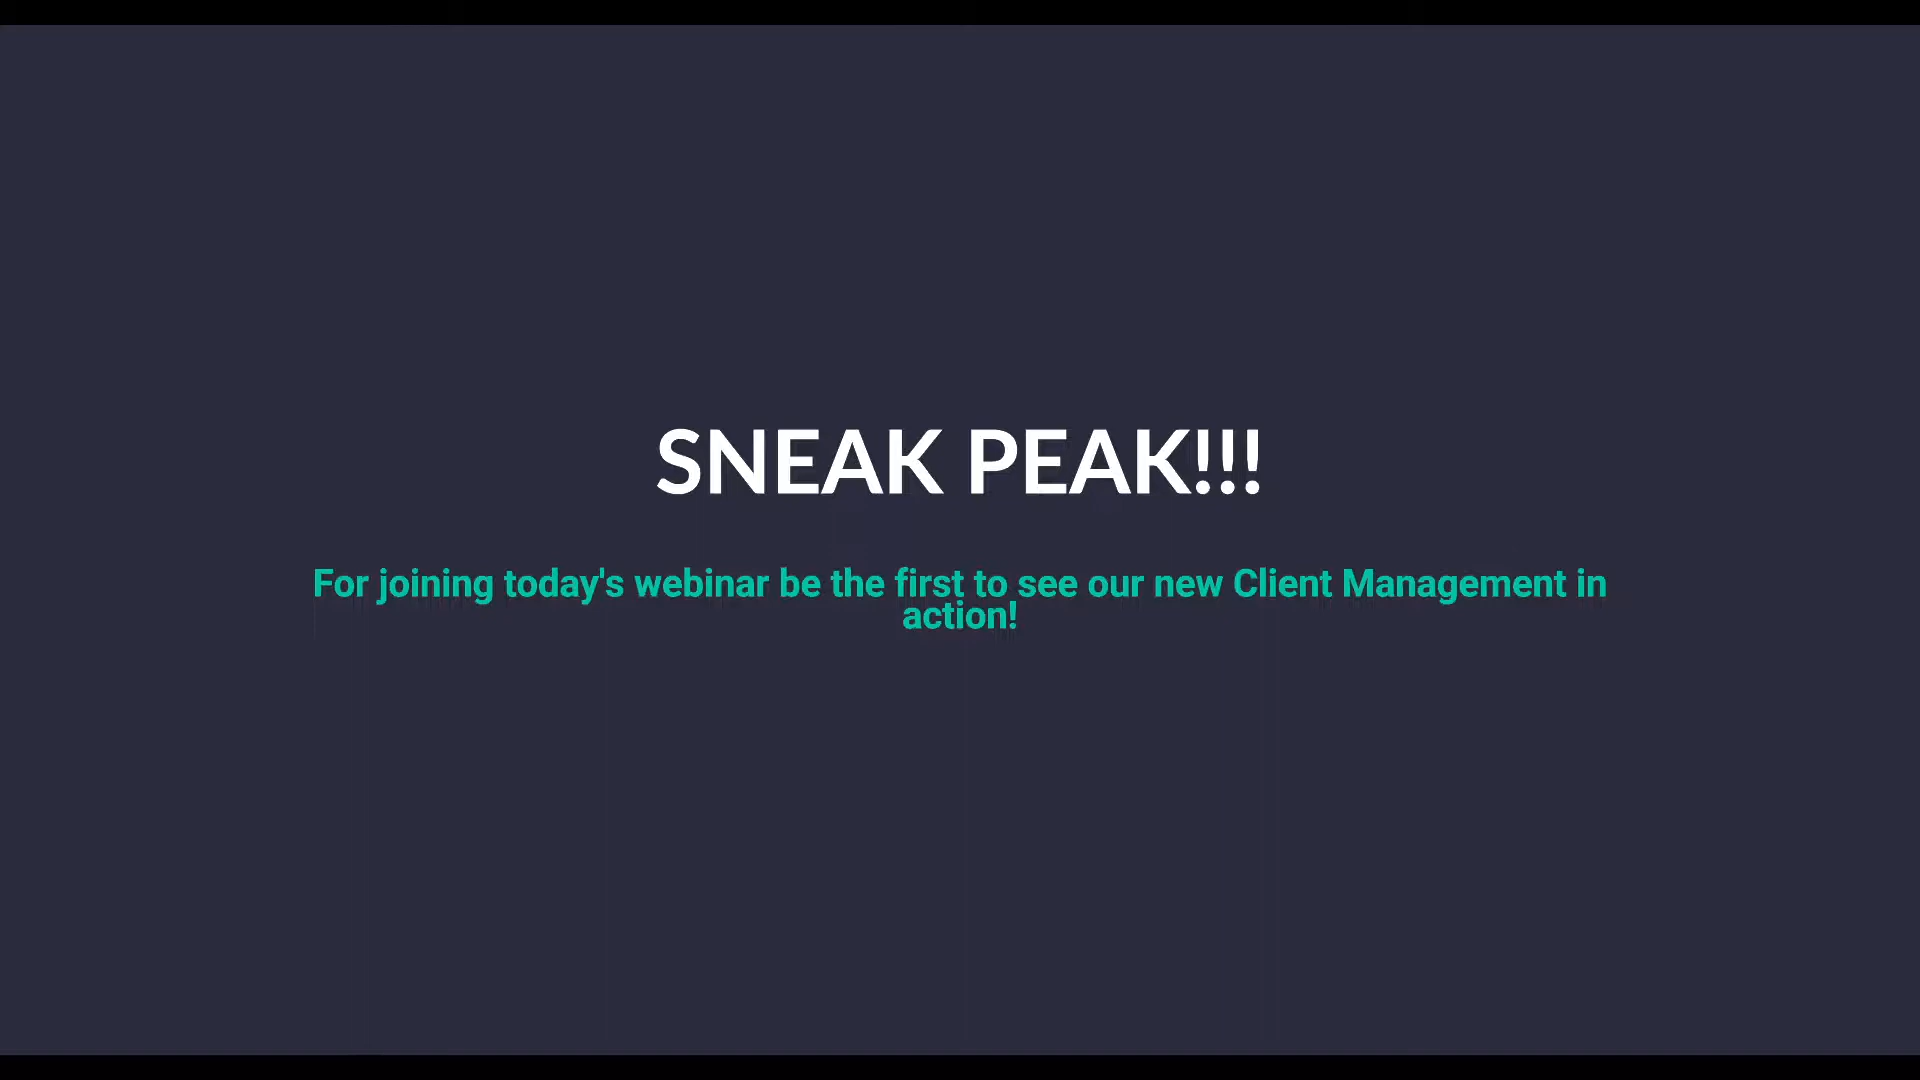 SNEAK PEAK!!!
For joining today's webinar be the first to see our new Client Management in
action!